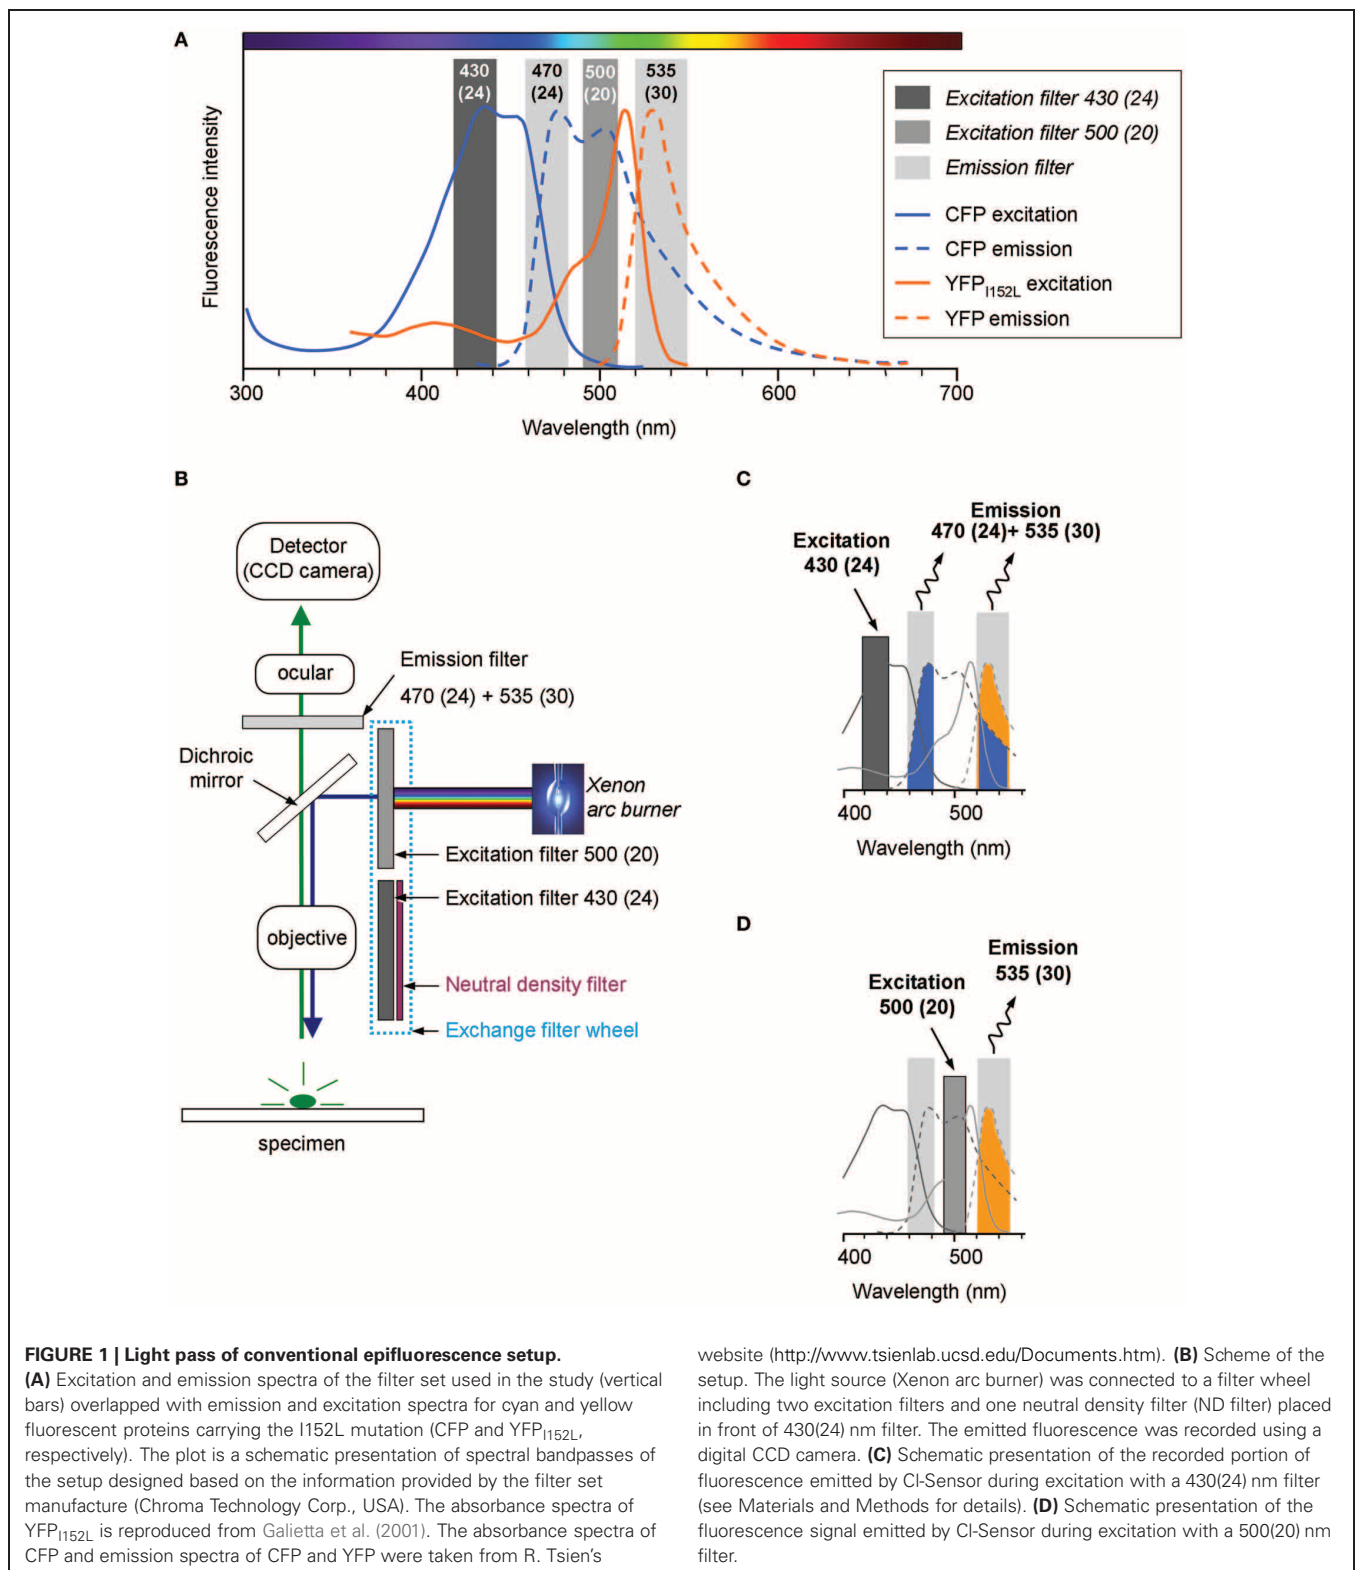 A
430
(24)
470
(24)
500
(20)
535
(30)
Fluorescence intensity
300
400
500
600
700
Wavelength (nm)
Excitation filter 430 (24)
Excitation filter 500 (20)
Emission filter
CFP excitation
CFP emission
YFPI152L excitation
YFP emission
B
Detector
(CCD camera)
ocular
Emission filter
470 (24) + 535 (30)
Dichroic
mirror
Xenon
arc burner
Excitation filter 500 (20)
Excitation filter 430 (24)
objective
Neutral density filter
Exchange filter wheel
specimen
C
Emission
470 (24)+ 535 (30)
Excitation
430 (24)
400
500
Wavelength (nm)
D
Emission
535 (30)
Excitation
500 (20)
400
500
Wavelength (nm)
FIGURE 1 | Light pass of conventional epifluorescence setup.
(A) Excitation and emission spectra of the filter set used in the study (vertical
bars) overlapped with emission and excitation spectra for cyan and yellow
fluorescent proteins carrying the I152L mutation (CFP and YFPI152L,
respectively). The plot is a schematic presentation of spectral bandpasses of
the setup designed based on the information provided by the filter set
manufacture (Chroma Technology Corp., USA). The absorbance spectra of
YFPI152L is reproduced from Galietta et al. (2001). The absorbance spectra of
CFP and emission spectra of CFP and YFP were taken from R. Tsien's
website (http://www.tsienlab.ucsd.edu/Documents.htm). (B) Scheme of the
setup. The light source (Xenon arc burner) was connected to a filter wheel
including two excitation filters and one neutral density filter (ND filter) placed
in front of 430(24) nm filter. The emitted fluorescence was recorded using a
digital CCD camera. (C) Schematic presentation of the recorded portion of
fluorescence emitted by Cl-Sensor during excitation with a 430(24) nm filter
(see Materials and Methods for details). (D) Schematic presentation of the
fluorescence signal emitted by Cl-Sensor during excitation with a 500(20) nm
filter.